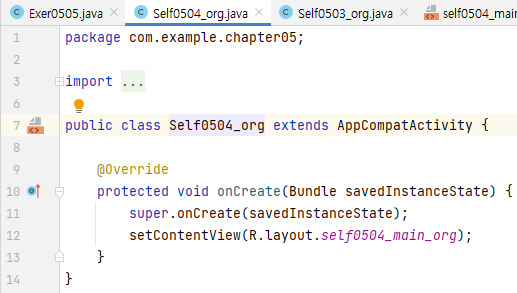 Exer0505.java × Self0504_org.java × Self0503_org.java × self0504_mai
1 package com.example.chapter05;
2
3 import ...
6
7 public class Self0504_org extends AppCompatActivity {
8
9 @Override
10 protected void onCreate(Bundle savedInstanceState) {
11 super.onCreate(savedInstanceState);
12 setContentView(R.layout.self0504_main_org);
13 }
14 }